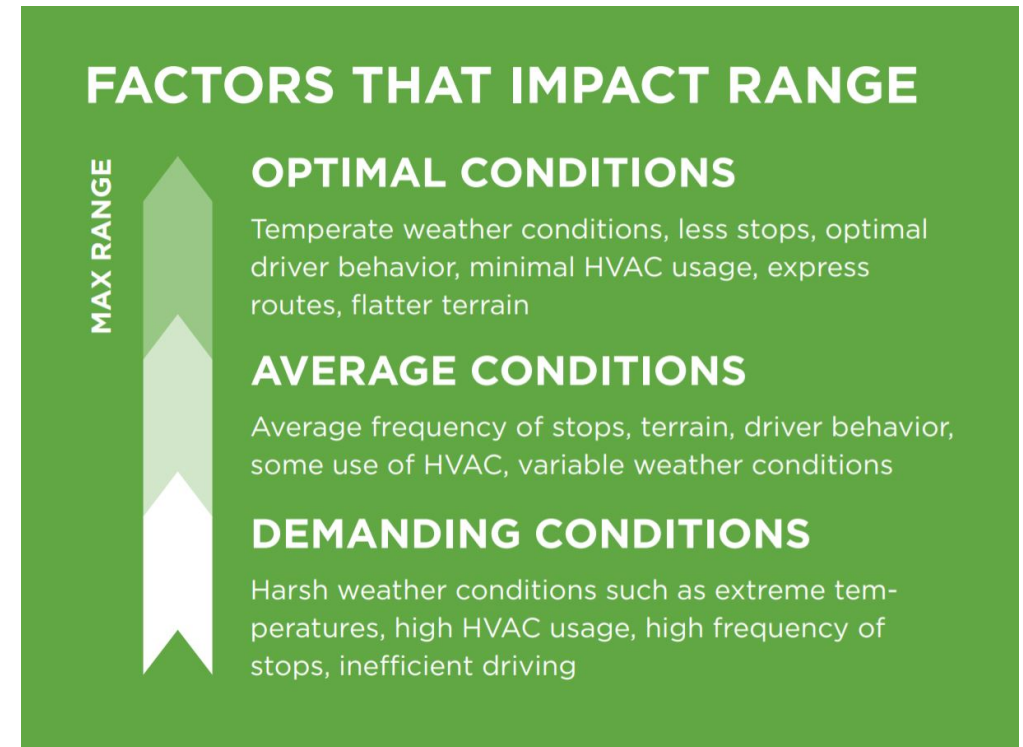 FACTORS THAT IMPACT RANGE
MAX RANGE
OPTIMAL CONDITIONS
Temperate weather conditions, less stops, optimal
driver behavior, minimal HVAC usage, express
routes, flatter terrain
AVERAGE CONDITIONS
Average frequency of stops, terrain, driver behavior,
some use of HVAC, variable weather conditions
DEMANDING CONDITIONS
Harsh weather conditions such as extreme tem-
peratures, high HVAC usage, high frequency of
stops, inefficient driving